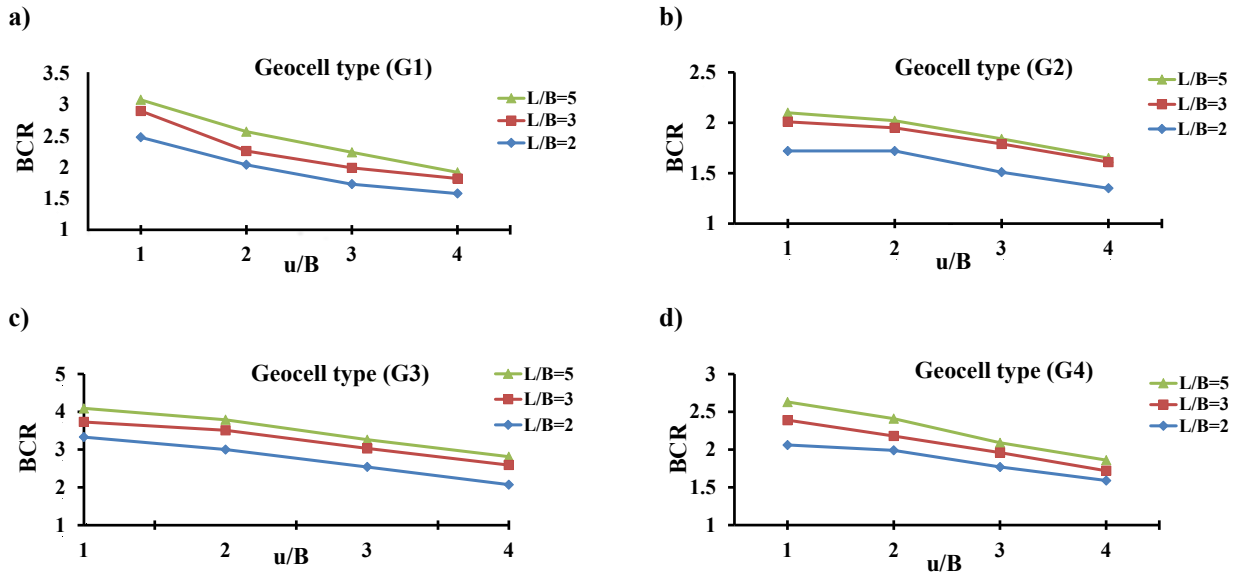 a)
Geocell type (G1)
3.5
3
2.5
2
1.5
1
BCR
1 2 3 4
u/B
L/B=5
L/B=3
L/B=2
b)
Geocell type (G2)
2.5
2
1.5
1
BCR
1 2 3 4
u/B
L/B=5
L/B=3
L/B=2
c)
Geocell type (G3)
5
4
3
2
1
BCR
1 2 3 4
u/B
L/B=5
L/B=3
L/B=2
d)
Geocell type (G4)
3
2.5
2
1.5
1
BCR
1 2 3 4
u/B
L/B=5
L/B=3
L/B=2